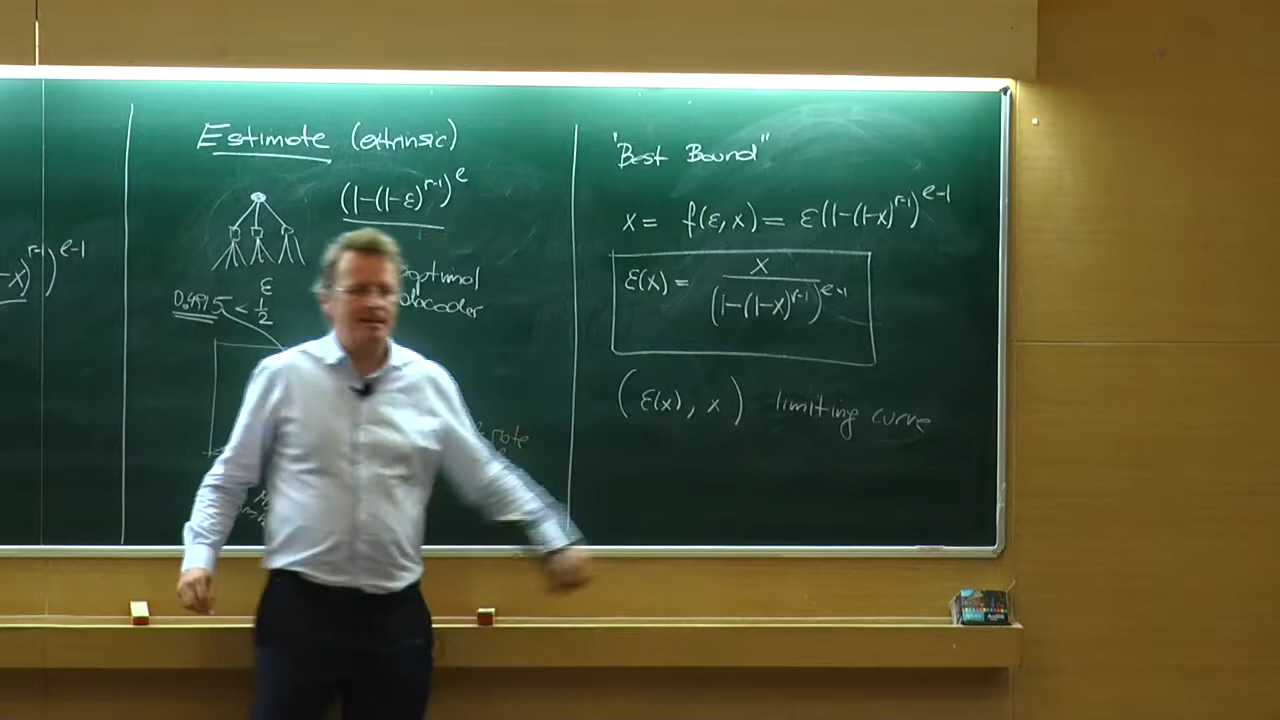 -x)^{r-1})^{l-1}
Estimate (extrinsic)
(1-(1-ε)^{r-1})^l
optimal
decoder
ε
0.4915 < 1/2
rate
"Best Bound"
x = f(ε, x) = ε(1-(1-x)^{r-1})^{l-1}
ε(x) = x / (1-(1-x)^{r-1})^{l-1}
(ε(x), x) limiting curve